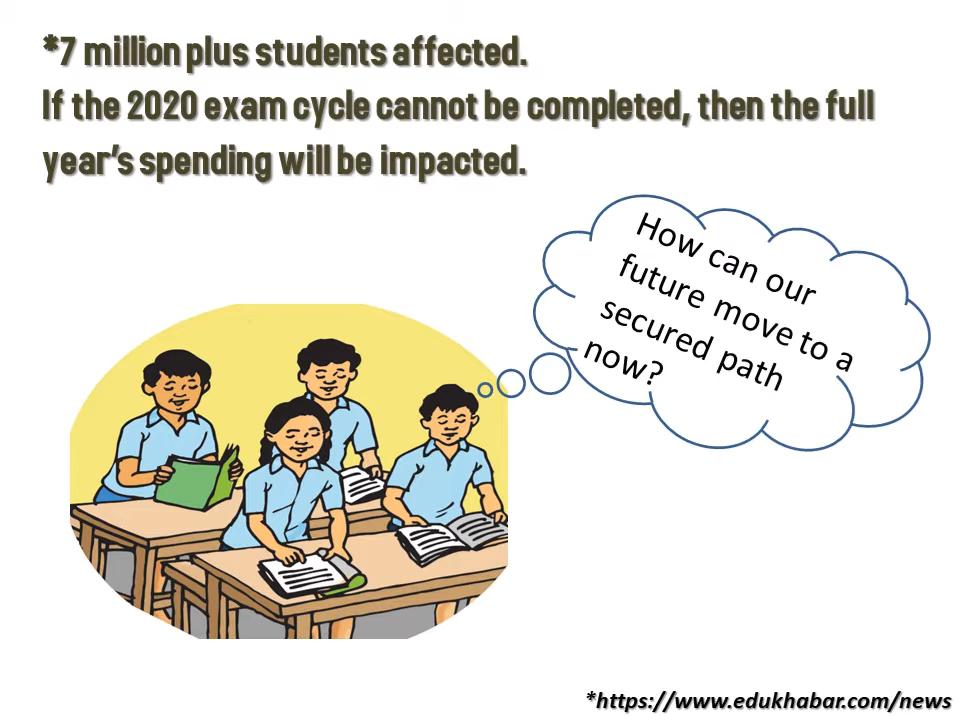 *7 million plus students affected.
If the 2020 exam cycle cannot be completed, then the full
year's spending will be impacted.
How can our
future move to a
secured path
now?
*https://www.edukhabar.com/news